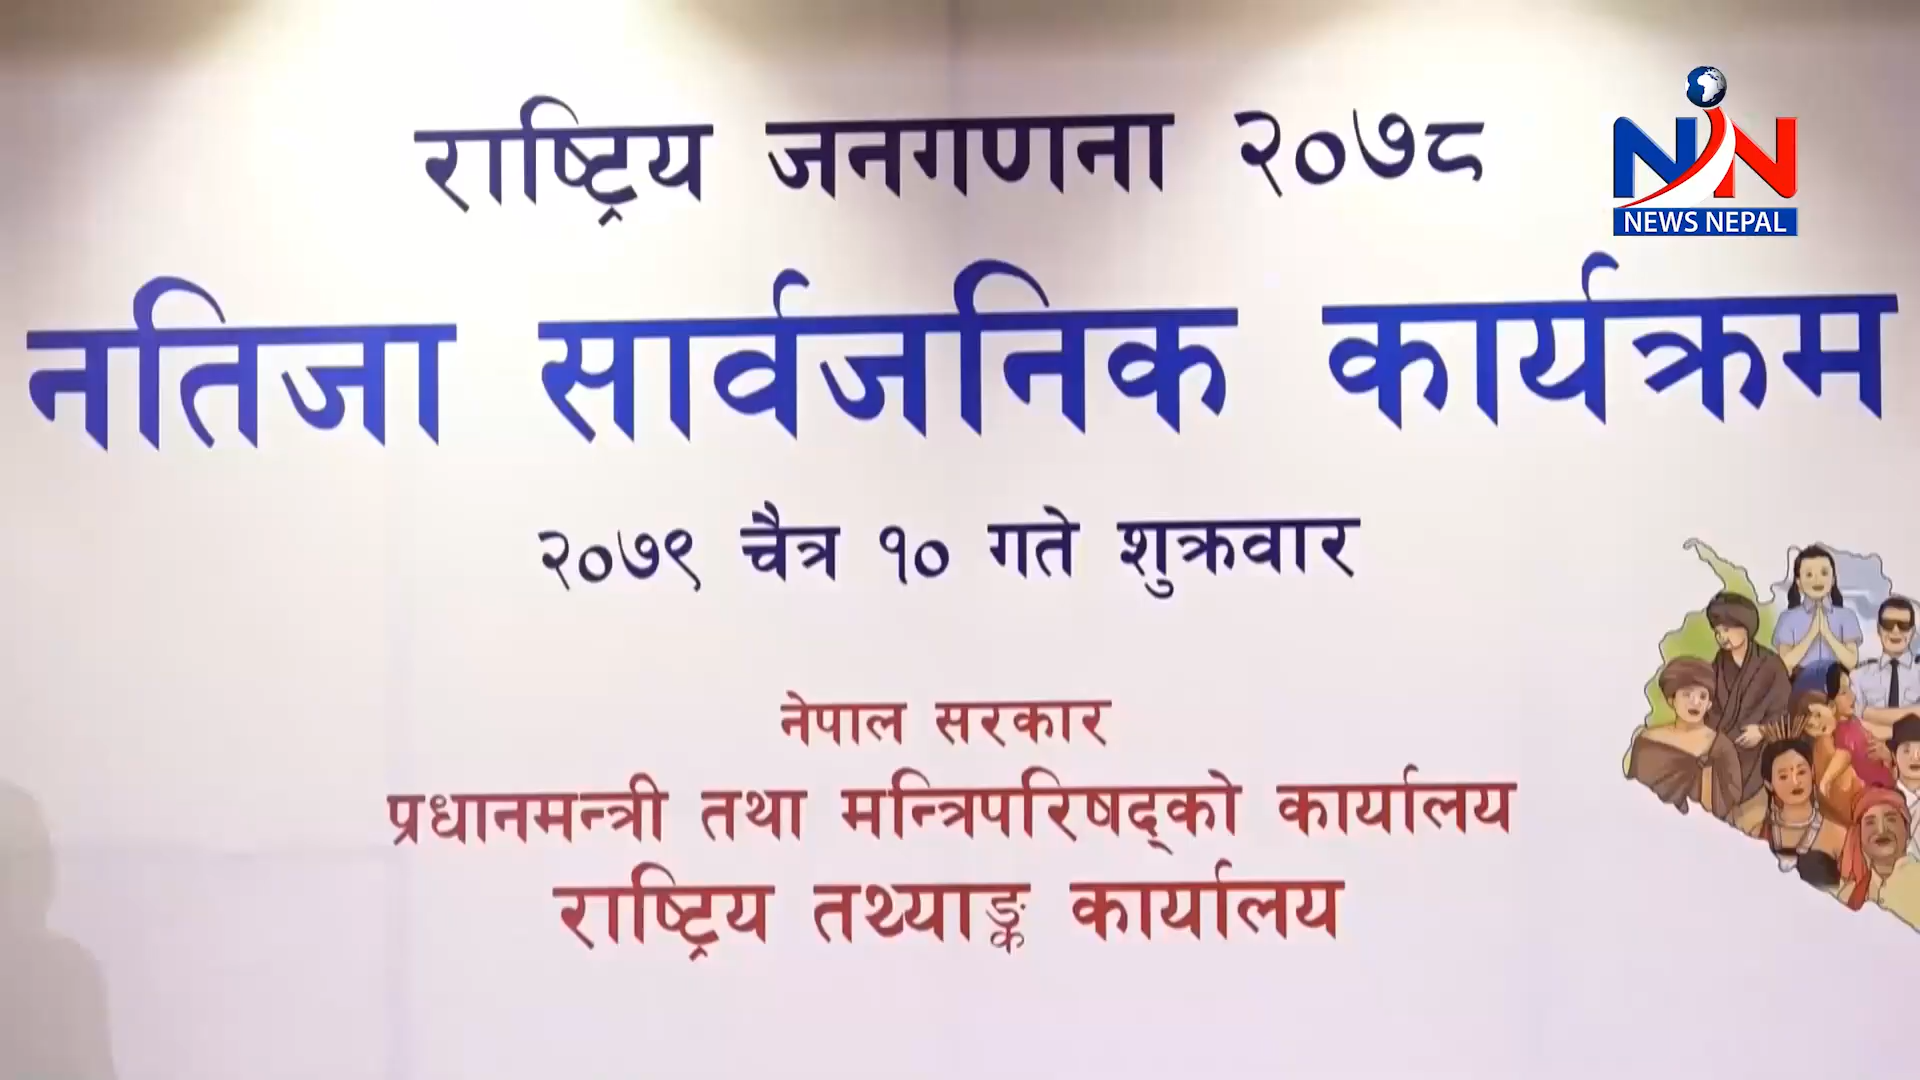 राष्ट्रिय जनगणना २०७८
NN
NEWS NEPAL
नतिजा सार्वजनिक कार्यक्रम
२०७९ चैत्र १० गते शुक्रवार
नेपाल सरकार
प्रधानमन्त्री तथा मन्त्रिपरिषद्को कार्यालय
राष्ट्रिय तथ्याङ्क कार्यालय